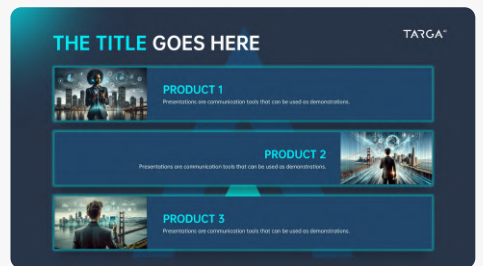 THE TITLE GOES HERE
TARGA
PRODUCT 1
Presentations are communication tools that can be used as demonstrations.
PRODUCT 2
Presentations are communication tools that can be used as demonstrations.
PRODUCT 3
Presentations are communication tools that can be used as demonstrations.